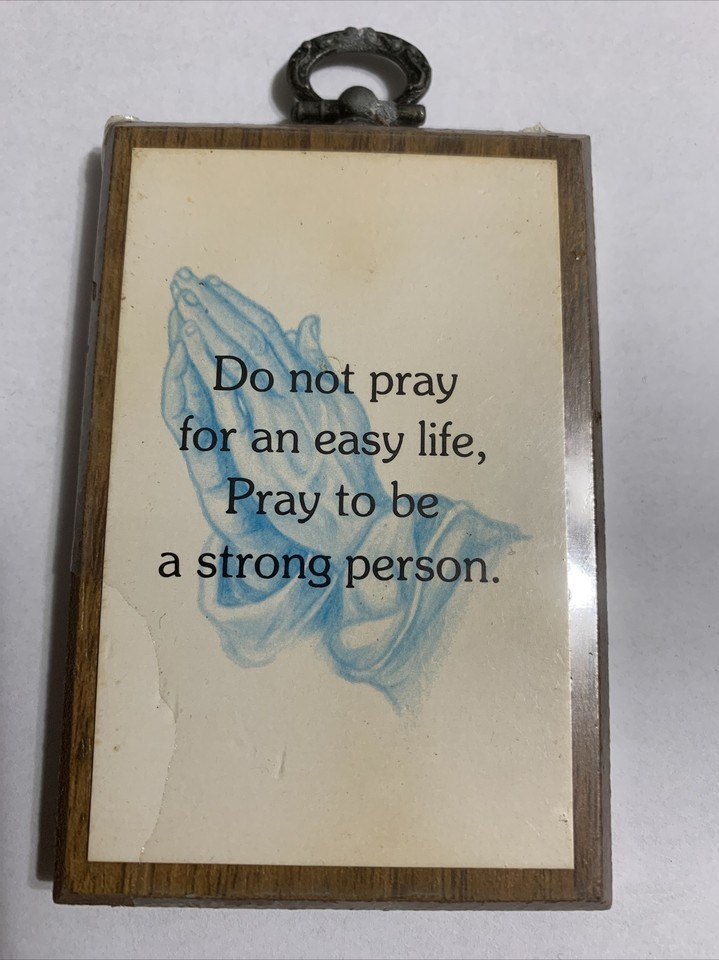 Do not pray
for an easy life,
Pray to be
a strong person.